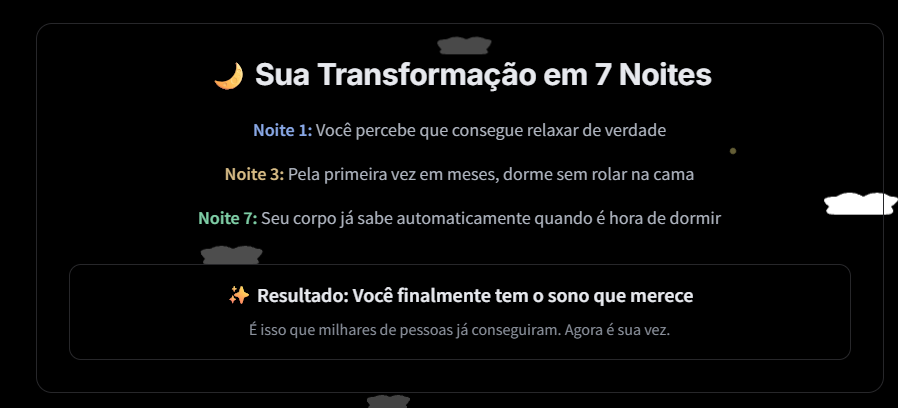 🌙 Sua Transformação em 7 Noites
Noite 1: Você percebe que consegue relaxar de verdade
Noite 3: Pela primeira vez em meses, dorme sem rolar na cama
Noite 7: Seu corpo já sabe automaticamente quando é hora de dormir
✨ Resultado: Você finalmente tem o sono que merece
É isso que milhares de pessoas já conseguiram. Agora é sua vez.